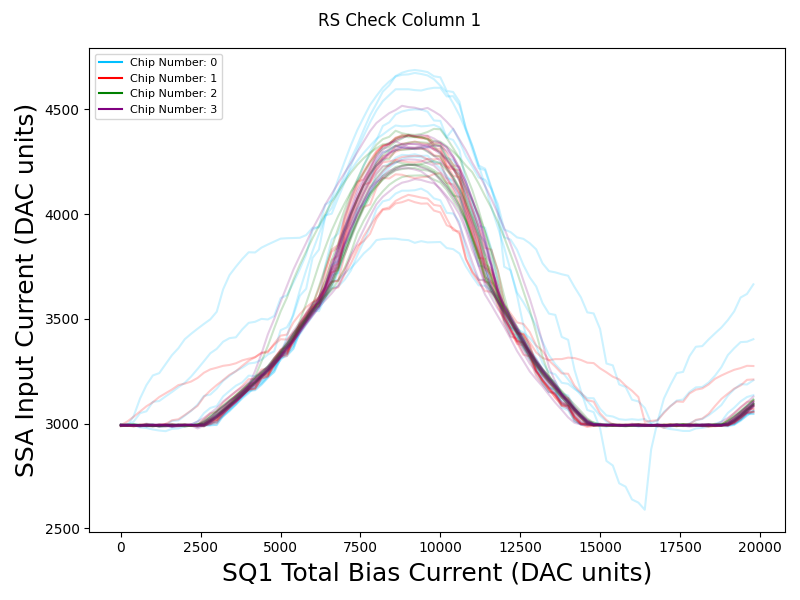 RS Check Column 1
Chip Number: 0
Chip Number: 1
Chip Number: 2
Chip Number: 3
SSA Input Current (DAC units)
4500
4000
3500
3000
2500
0 2500 5000 7500 10000 12500 15000 17500 20000
SQ1 Total Bias Current (DAC units)